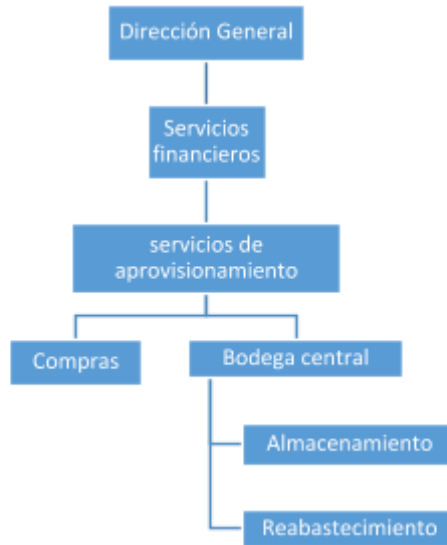 Dirección General
Servicios
financieros
servicios de
aprovisionamiento
Compras
Bodega central
Almacenamiento
Reabastecimiento